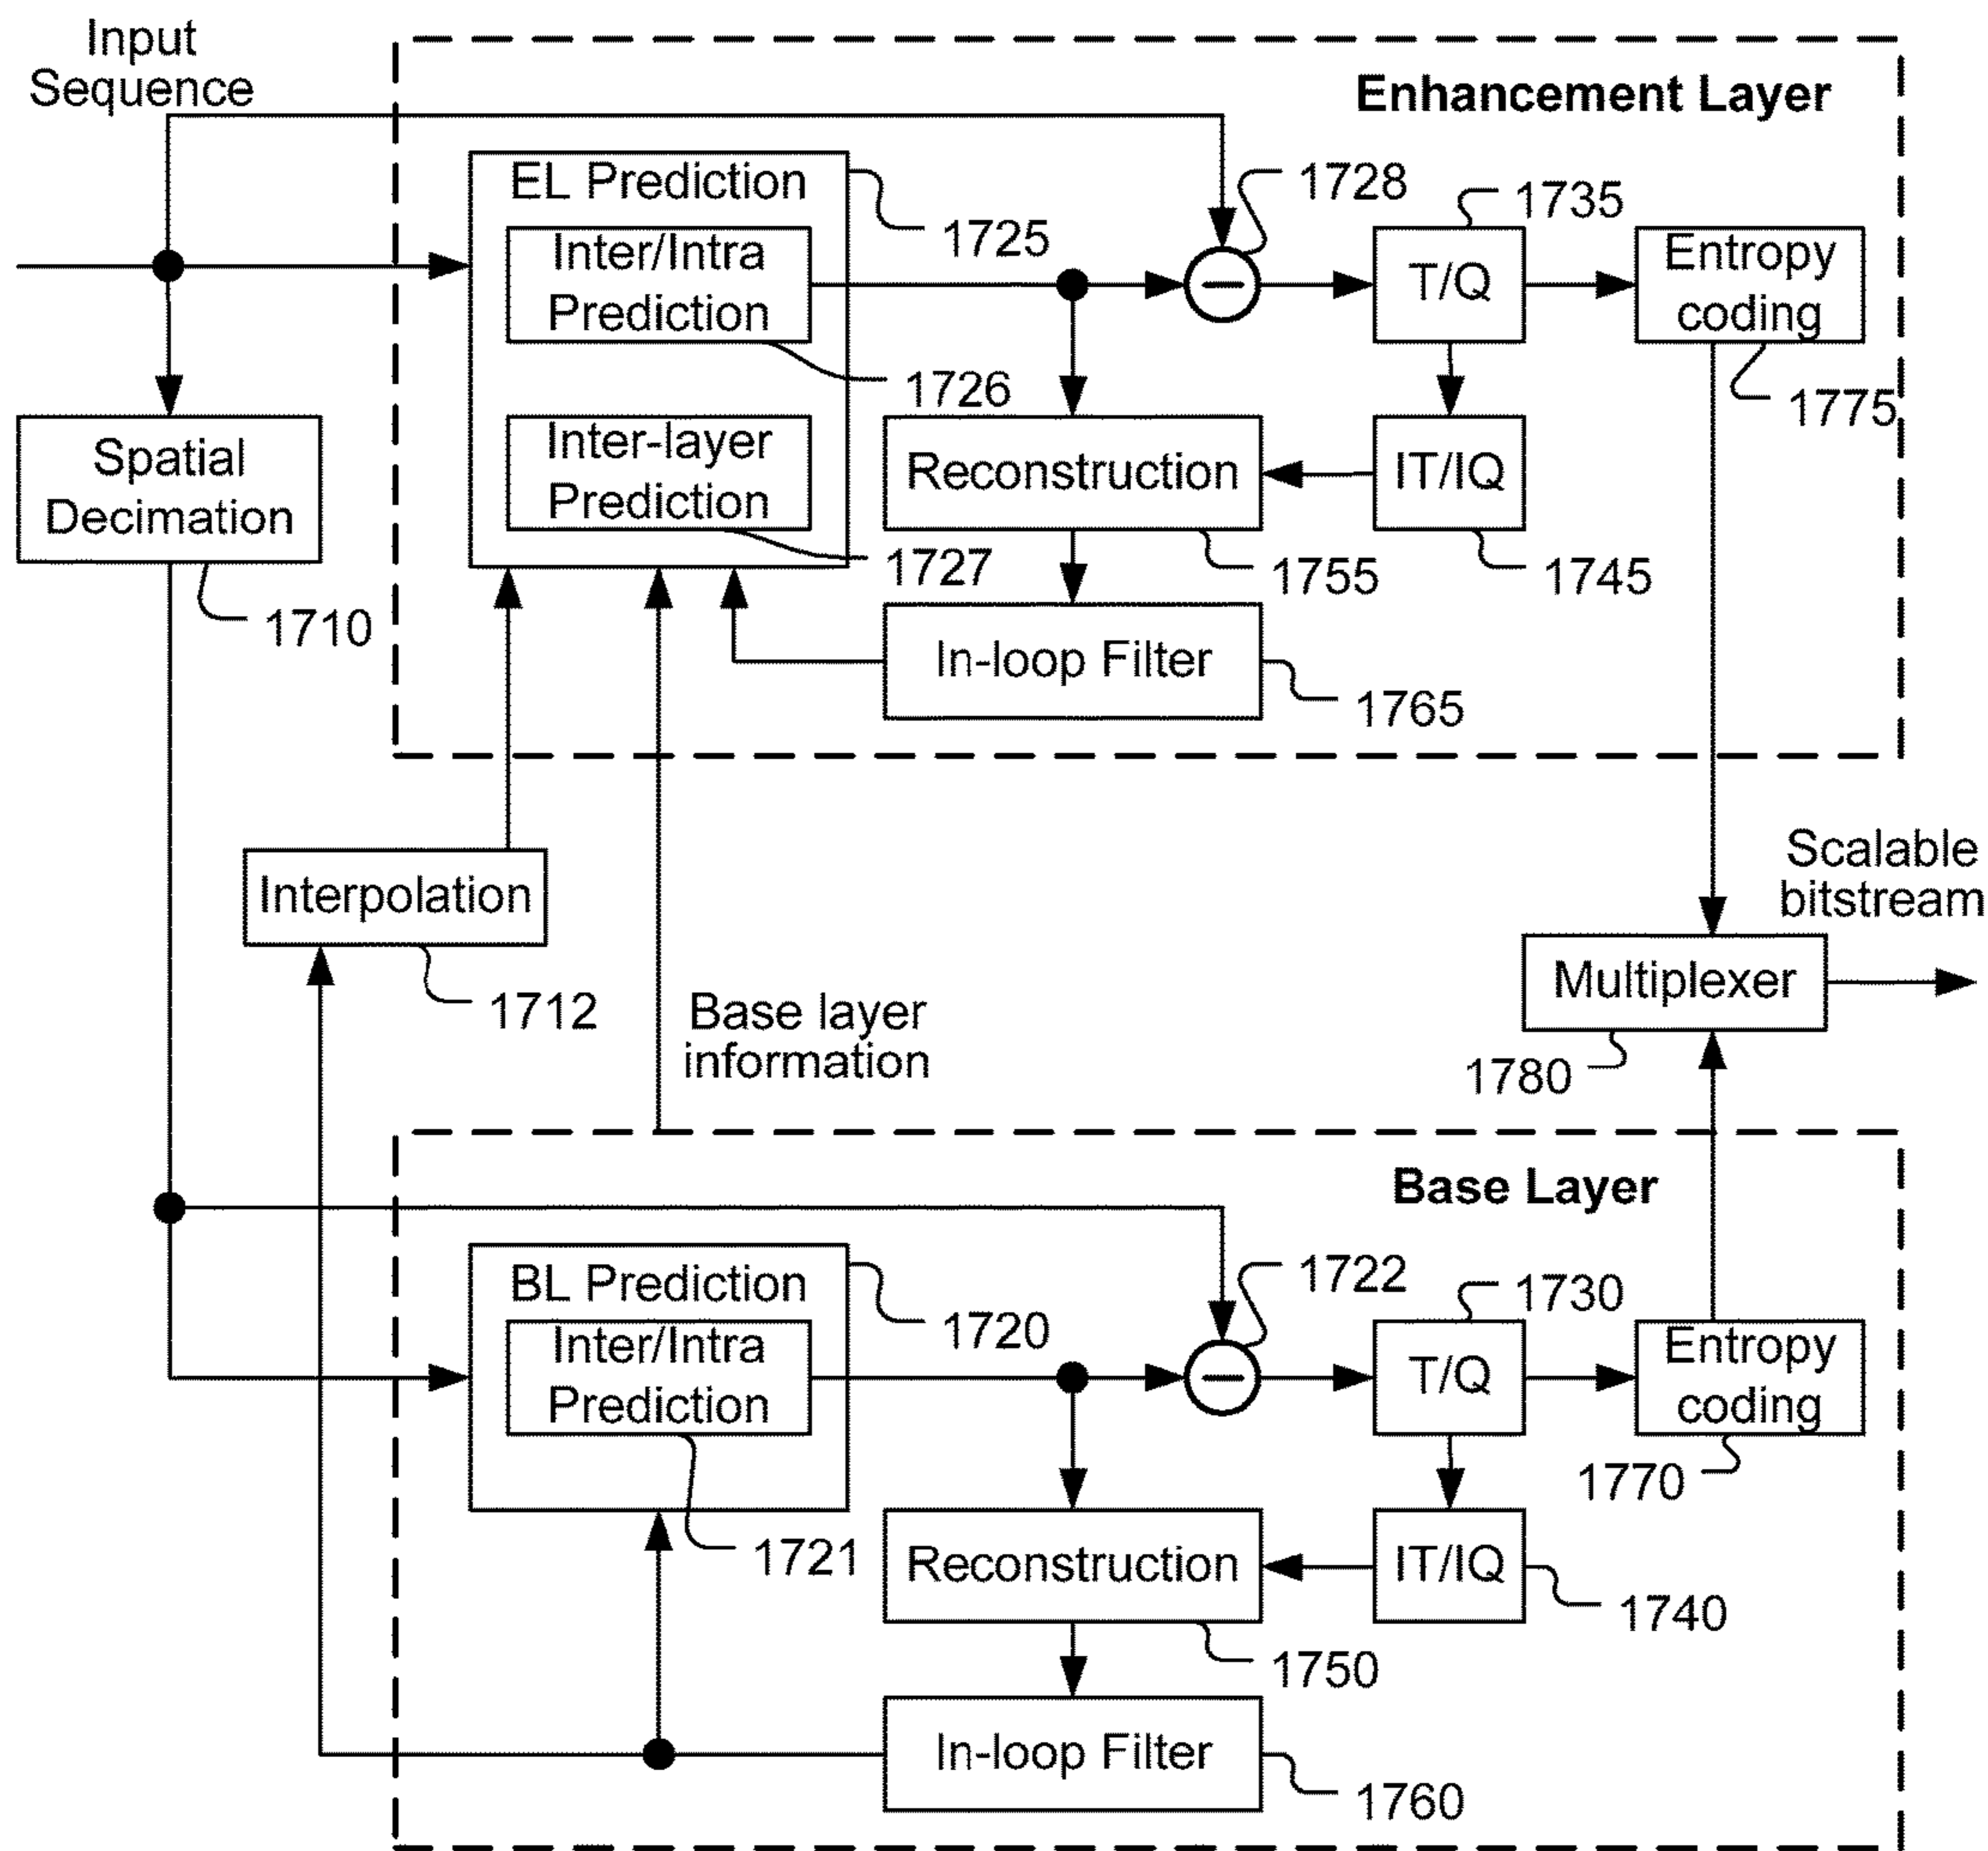 Input
Sequence
Enhancement Layer
EL Prediction
1725
1728
1735
Inter/Intra
Prediction
1726
T/Q
Entropy
coding
1775
Spatial
Decimation
1710
Inter-layer
Prediction
1727
Reconstruction
1755
IT/IQ
1745
In-loop Filter
1765
Interpolation
1712
Base layer
information
Scalable
bitstream
Multiplexer
1780
Base Layer
BL Prediction
1720
1722
1730
Inter/Intra
Prediction
1721
T/Q
Entropy
coding
1770
Reconstruction
1750
IT/IQ
1740
In-loop Filter
1760